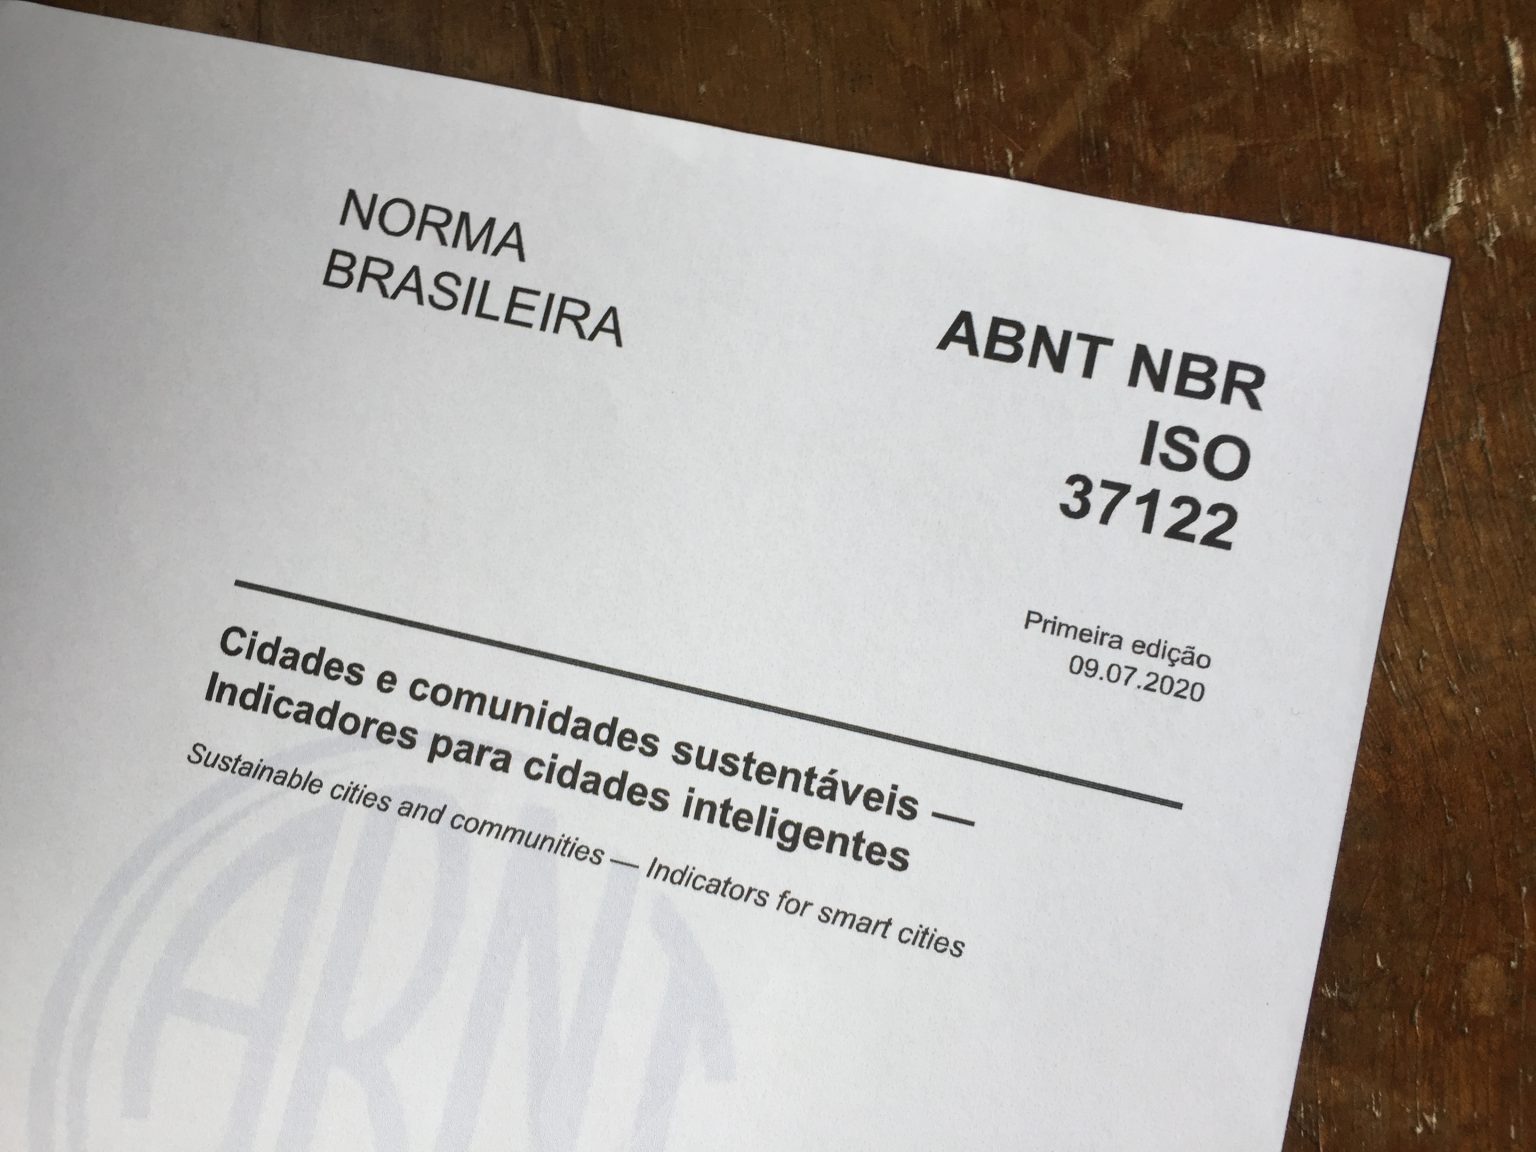 NORMA
BRASILEIRA
ABNT NBR
ISO
37122
Primeira edição
09.07.2020
Cidades e comunidades sustentáveis —
Indicadores para cidades inteligentes
Sustainable cities and communities — Indicators for smart cities
ABNT